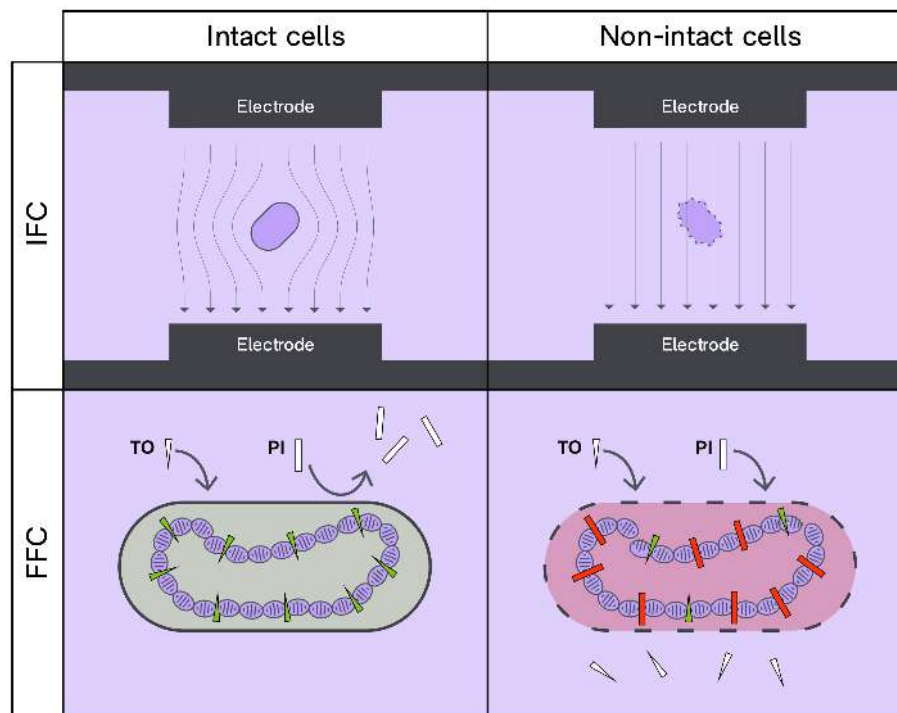 Intact cells
Non-intact cells
IFC
Electrode
Electrode
Electrode
Electrode
FFC
TO
PI
TO
PI